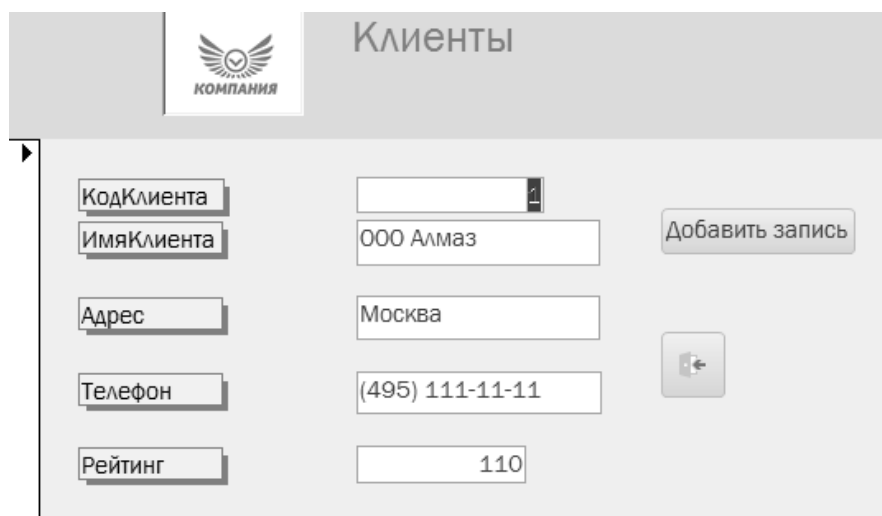 КОМПАНИЯ
Клиенты
КодКлиента
1
ИмяКлиента
ООО Алмаз
Добавить запись
Адрес
Москва
Телефон
(495) 111-11-11
Рейтинг
110